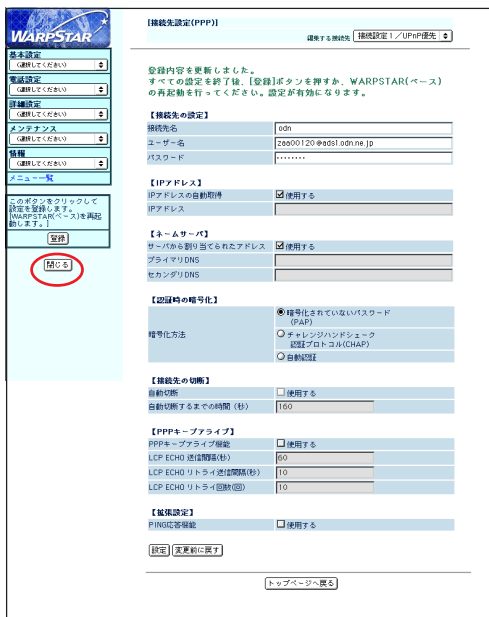 WARPSTAR
基本設定
(選択してください)
電話設定
(選択してください)
詳細設定
(選択してください)
メンテナンス
(選択してください)
情報
(選択してください)
メニュー一覧
このボタンをクリックして
設定を登録します。
[WARPSTAR(ベース)を再起
動します。]
登録
閉じる
[接続先設定(PPP)]
編集する接続先 接続設定1／UPnP優先
登録内容を更新しました。
すべての設定を終了後、[登録]ボタンを押すか、WARPSTAR(ベース)
の再起動を行ってください。設定が有効になります。
【接続先の設定】
接続先名 odn
ユーザー名 zaa00120@adsl.odn.ne.jp
パスワード ········
【IPアドレス】
IPアドレスの自動取得 使用する
IPアドレス
【ネームサーバ】
サーバから割り当てられたアドレス 使用する
プライマリDNS
セカンダリDNS
【認証時の暗号化】
暗号化方法 暗号化されていないパスワード
(PAP)
チャレンジハンドシェーク
認証プロトコル(CHAP)
自動認証
【接続先の切断】
自動切断 使用する
自動切断するまでの時間（秒） 160
【PPPキープアライブ】
PPPキープアライブ機能 使用する
LCP ECHO 送信間隔(秒) 60
LCP ECHO リトライ送信間隔(秒) 10
LCP ECHO リトライ回数(回) 10
【拡張設定】
PING応答機能 使用する
設定 変更前に戻す
トップページへ戻る